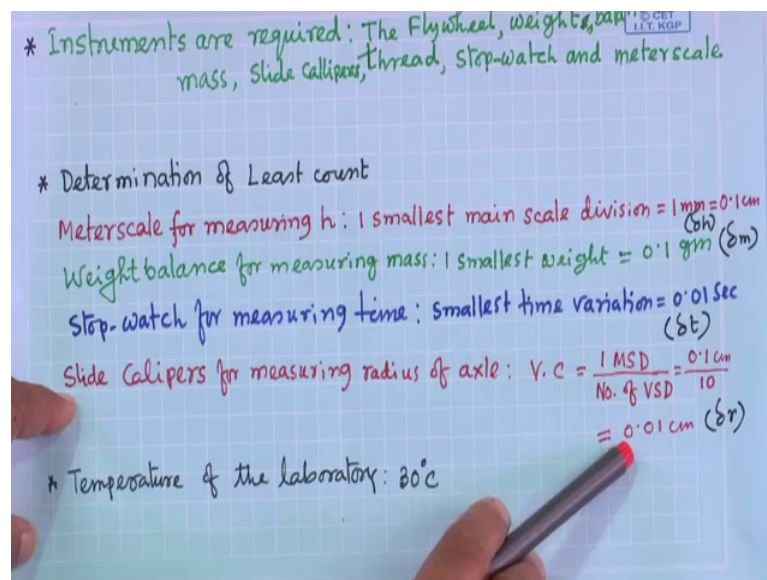 * Instruments are required: The Flywheel, weights,
© CET
I.I.T. KGP
mass, Slide Callipers, thread, Stop-watch and meterscale
* Determination of Least count
Meterscale for measuring h: 1 smallest main scale division = 1 mm = 0.1 cm
(δh)
Weight balance for measuring mass: 1 smallest weight = 0.1 gm (δm)
Stop-watch for measuring time: smallest time variation = 0.01 Sec
(δt)
Slide Calipers for measuring radius of axle: V.C = 1 MSD / No. of VSD = 0.1 cm / 10
= 0.01 cm (δr)
* Temperature of the laboratory: 30°C